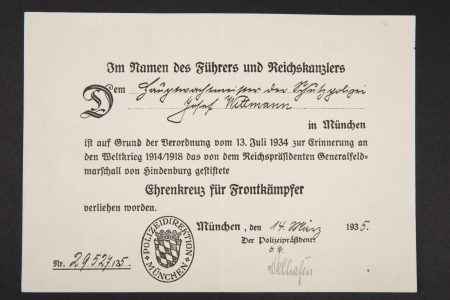 Im Namen des Führers und Reichskanzlers
Dem Hauptwachtmeister der Schutzpolizei
Josef Wittmann
in München
ist auf Grund der Verordnung vom 13. Juli 1934 zur Erinnerung an
den Weltkrieg 1914/1918 das von dem Reichspräsidenten Generalfeld-
marschall von Hindenburg gestiftete
Ehrenkreuz für Frontkämpfer
verliehen worden.
München, den 14. März 1935.
Der Polizeipräsident
POLIZEIDIREKTION
MÜNCHEN
Nr. 29527/35.